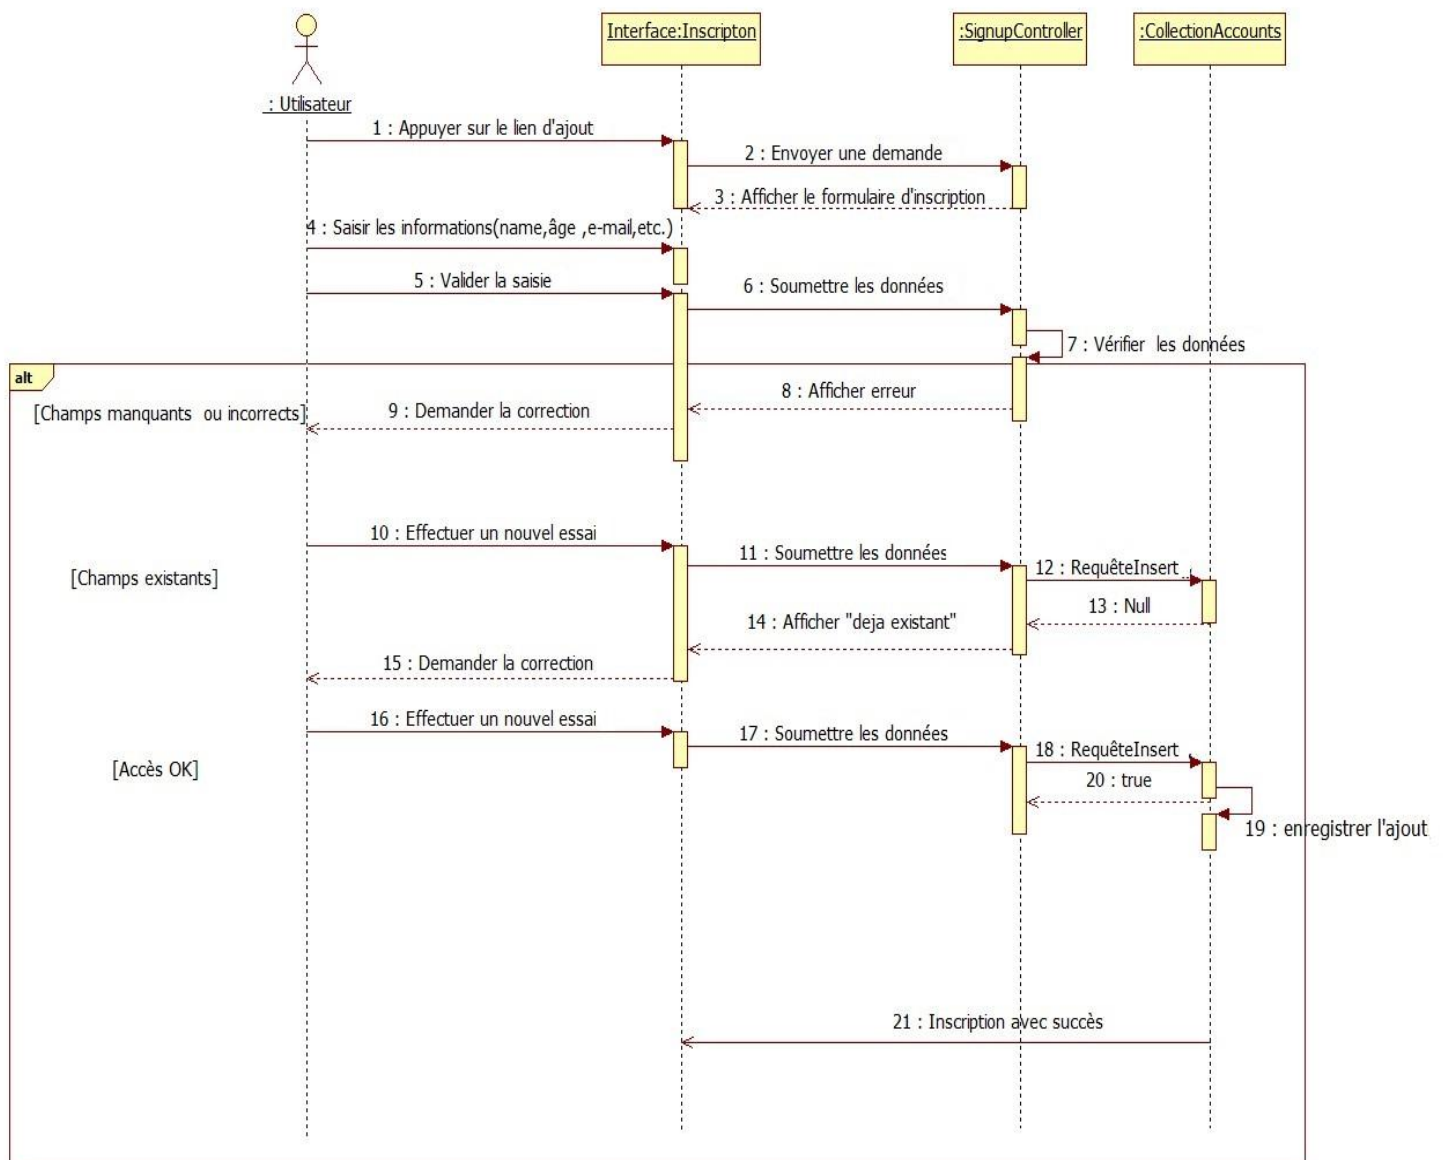 Interface:Inscripton
:SignupController
:CollectionAccounts
: Utilisateur
1 : Appuyer sur le lien d'ajout
2 : Envoyer une demande
3 : Afficher le formulaire d'inscription
4 : Saisir les informations(name,âge ,e-mail,etc.)
5 : Valider la saisie
6 : Soumettre les données
7 : Vérifier les données
alt
8 : Afficher erreur
[Champs manquants ou incorrects]
9 : Demander la correction
10 : Effectuer un nouvel essai
11 : Soumettre les données
12 : RequêteInsert
[Champs existants]
13 : Null
14 : Afficher "deja existant"
15 : Demander la correction
16 : Effectuer un nouvel essai
17 : Soumettre les données
18 : RequêteInsert
[Accès OK]
20 : true
19 : enregistrer l'ajout
21 : Inscription avec succès